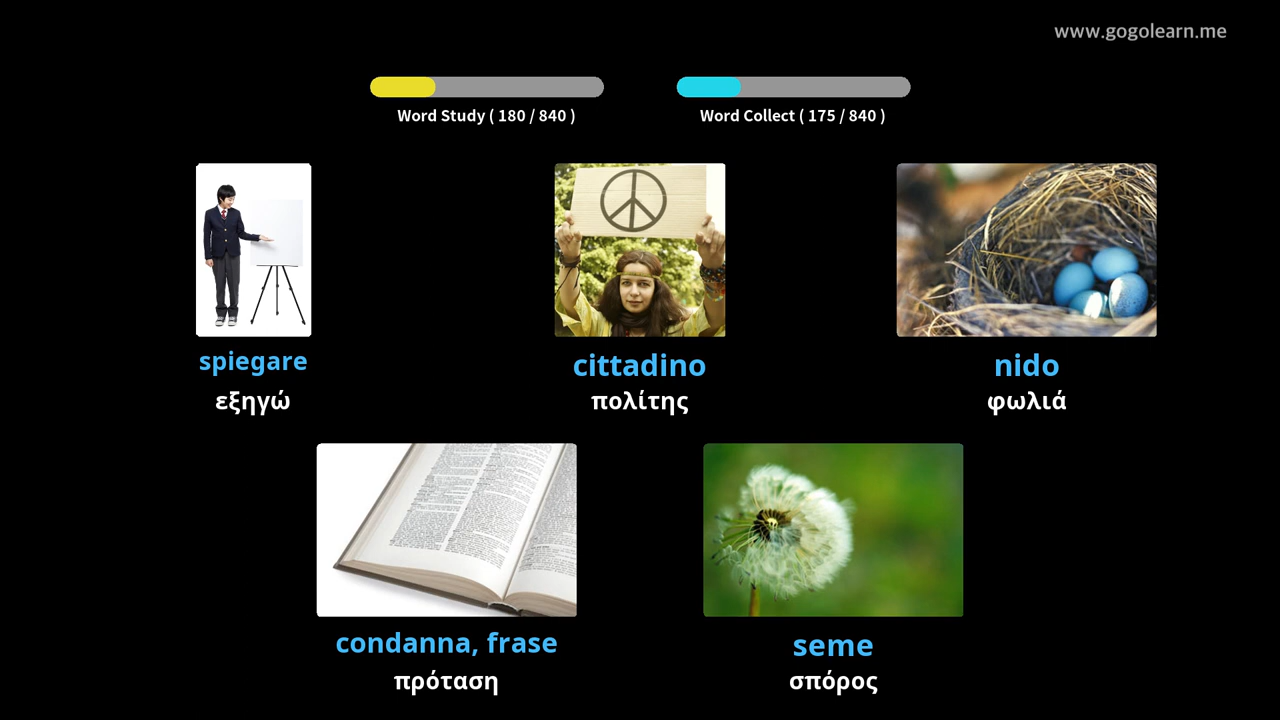 www.gogolearn.me
Word Study ( 180 / 840 )
Word Collect ( 175 / 840 )
spiegare
εξηγώ
cittadino
πολίτης
nido
φωλιά
condanna, frase
πρόταση
seme
σπόρος